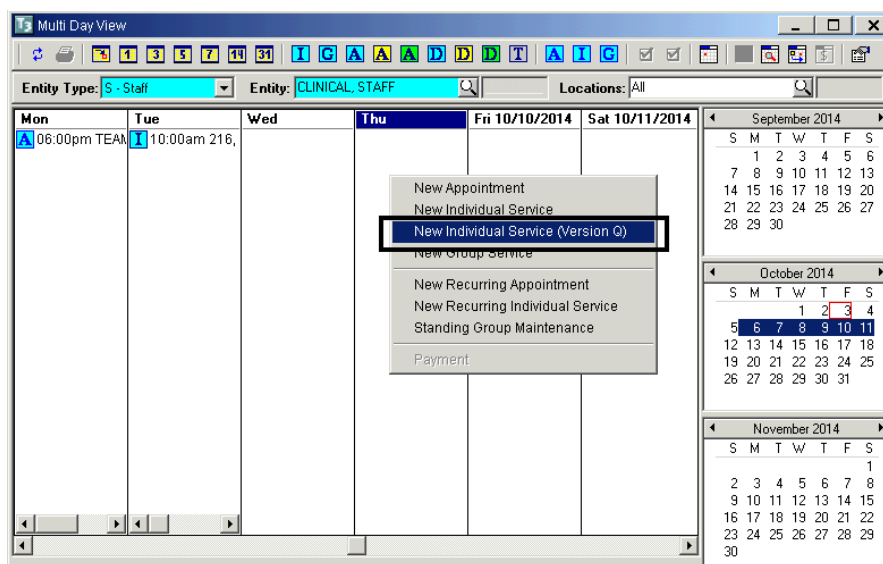 T3 Multi Day View
1 3 5 7 14 31 I G A A A D D D T A I G
Entity Type: S - Staff Entity: CLINICAL, STAFF Locations: All
Mon Tue Wed Thu Fri 10/10/2014 Sat 10/11/2014
A 06:00pm TEAM I 10:00am 216,
New Appointment
New Individual Service
New Individual Service (Version Q)
New Group Service
New Recurring Appointment
New Recurring Individual Service
Standing Group Maintenance
Payment
September 2014
S M T W T F S
1 2 3 4 5 6
7 8 9 10 11 12 13
14 15 16 17 18 19 20
21 22 23 24 25 26 27
28 29 30
October 2014
S M T W T F S
1 2 3 4
5 6 7 8 9 10 11
12 13 14 15 16 17 18
19 20 21 22 23 24 25
26 27 28 29 30 31
November 2014
S M T W T F S
1
2 3 4 5 6 7 8
9 10 11 12 13 14 15
16 17 18 19 20 21 22
23 24 25 26 27 28 29
30